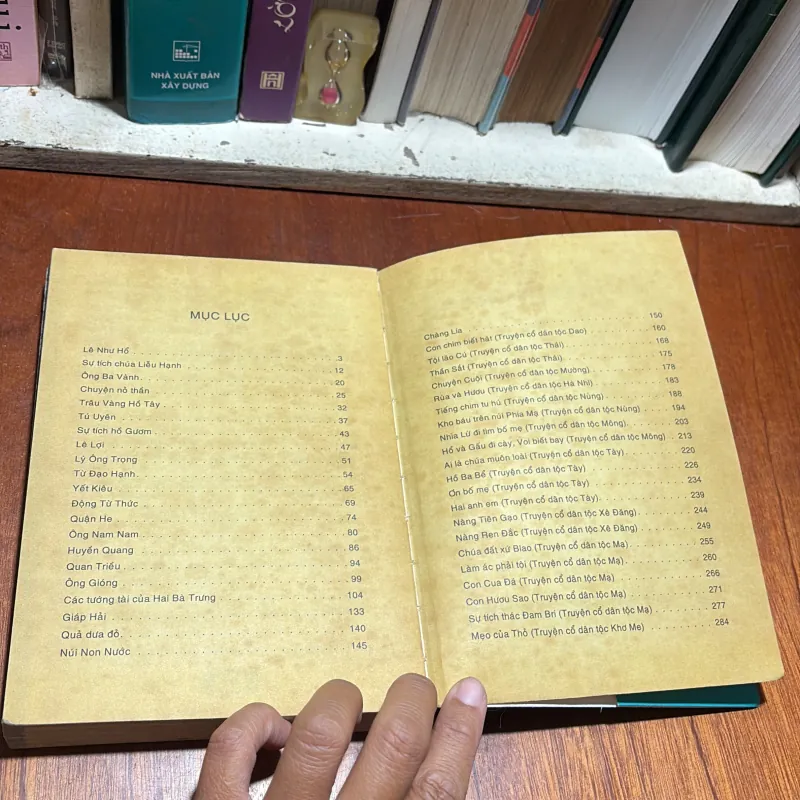 NHÀ XUẤT BẢN
XÂY DỰNG
MỤC LỤC
Lê Như Hổ 3
Sự tích chúa Liễu Hạnh 12
Ông Ba Vành 20
Chuyện nỏ thần 25
Trâu Vàng Hồ Tây 32
Tú Uyên 37
Sự tích hồ Gươm 43
Lê Lợi 47
Lý Ông Trọng 51
Từ Đạo Hạnh 54
Yết Kiêu 65
Động Từ Thức 69
Quận He 74
Ông Nam Nam 80
Huyền Quang 86
Quan Triều 94
Ông Gióng 99
Các tướng tài của Hai Bà Trưng 104
Giáp Hải 133
Quả dưa đỏ 140
Núi Non Nước 145
Chàng Lía 150
Con chim biết hát (Truyện cổ dân tộc Dao) 160
Tội lão Cú (Truyện cổ dân tộc Thái) 168
Thần Sắt (Truyện cổ dân tộc Thái) 175
Chuyện Cuội (Truyện cổ dân tộc Mường) 178
Rùa và Hươu (Truyện cổ dân tộc Hà Nhì) 183
Tiếng chim tu hú (Truyện cổ dân tộc Nùng) 188
Kho báu trên núi Phia Mạ (Truyện cổ dân tộc Nùng) 194
Nhia Lừ đi tìm bố mẹ (Truyện cổ dân tộc Mông) 203
Hổ và Gấu đi cày, Voi biết bay (Truyện cổ dân tộc Mông) 213
Ai là chúa muôn loài (Truyện cổ dân tộc Tày) 220
Hồ Ba Bể (Truyện cổ dân tộc Tày) 226
Ơn bố mẹ (Truyện cổ dân tộc Tày) 234
Hai anh em (Truyện cổ dân tộc Tày) 239
Nàng Tiên Gạo (Truyện cổ dân tộc Xê Đăng) 244
Nàng Ren Đắc (Truyện cổ dân tộc Xê Đăng) 249
Chúa đất xứ Biao (Truyện cổ dân tộc Mạ) 255
Làm ác phải tội (Truyện cổ dân tộc Mạ) 260
Con Cua Đá (Truyện cổ dân tộc Mạ) 266
Con Hươu Sao (Truyện cổ dân tộc Mạ) 271
Sự tích thác Đam Bri (Truyện cổ dân tộc Mạ) 277
Mẹo của Thỏ (Truyện cổ dân tộc Khơ Me) 284